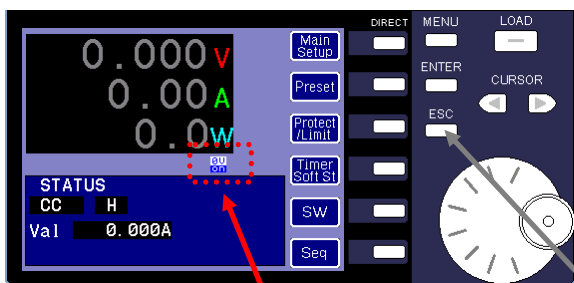 DIRECT
MENU
LOAD
ENTER
CURSOR
ESC
0.000V
0.00A
0.0W
on
STATUS
CC H
Val 0.000A
Main
Setup
Preset
Protect
/Limit
Timer
Soft St
SW
Seq